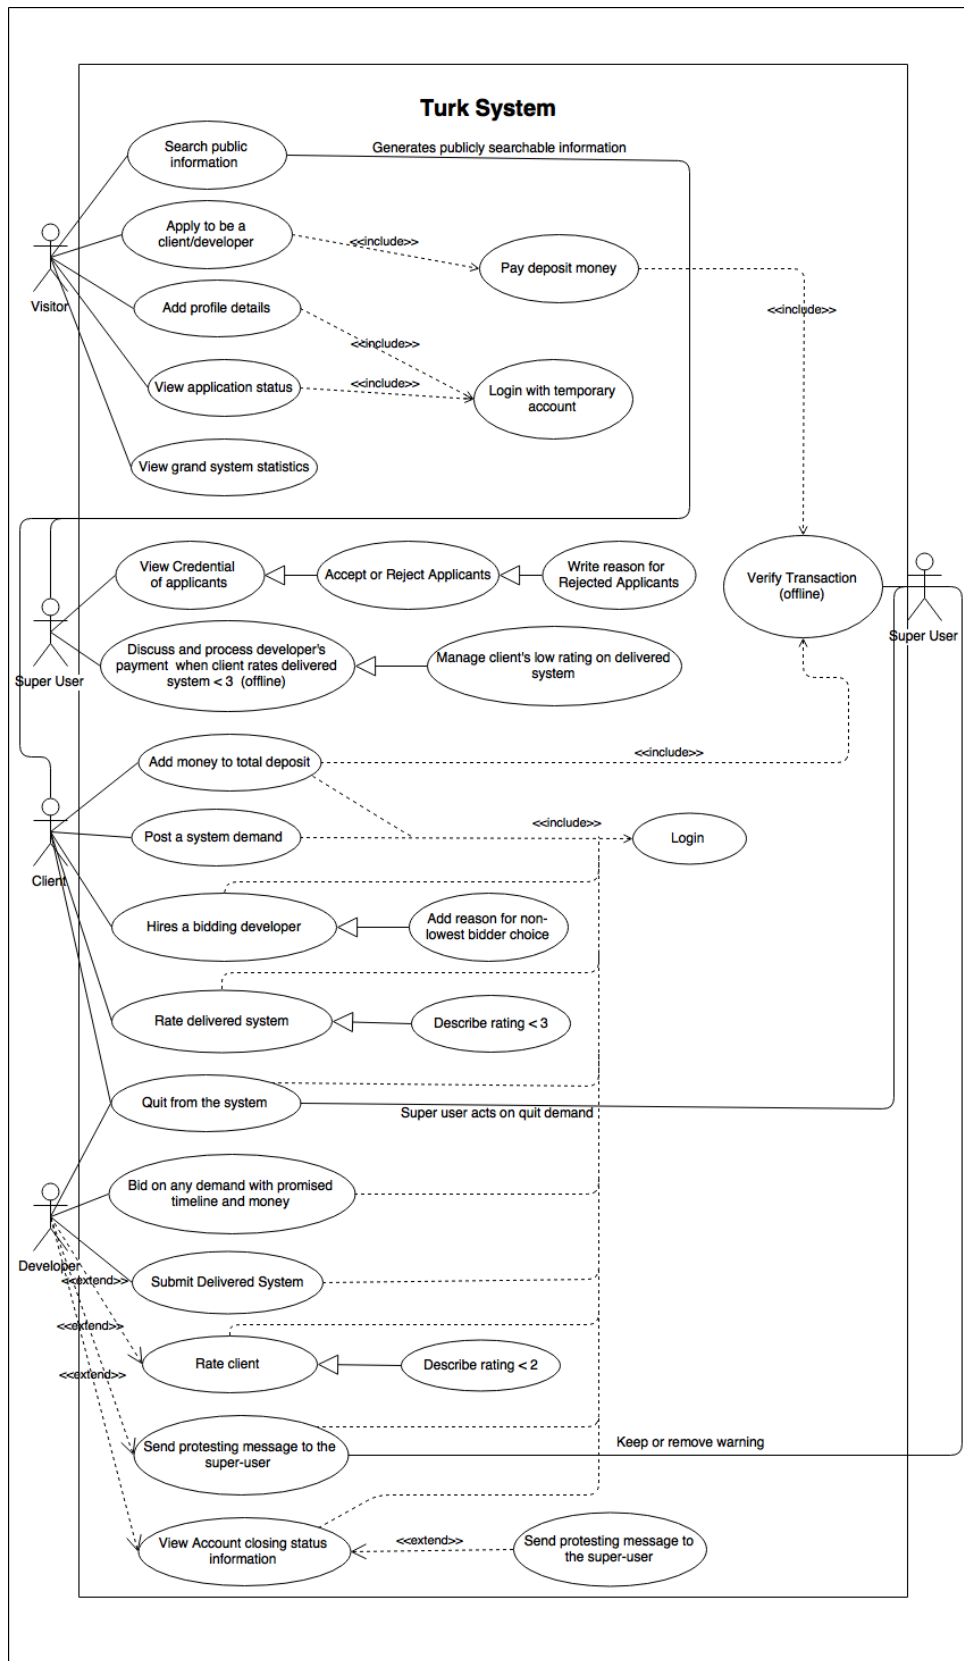 Turk System
Search public
information
Generates publicly searchable information
Apply to be a
client/developer
<<include>>
Pay deposit money
Visitor
Add profile details
<<include>>
<<include>>
View application status
<<include>>
Login with temporary
account
View grand system statistics
View Credential
of applicants
Accept or Reject Applicants
Write reason for
Rejected Applicants
Verify Transaction
(offline)
Super User
Super User
Discuss and process developer's
payment when client rates delivered
system < 3 (offline)
Manage client's low rating on delivered
system
Add money to total deposit
<<include>>
Post a system demand
<<include>>
Login
Client
Hires a bidding developer
Add reason for non-
lowest bidder choice
Rate delivered system
Describe rating < 3
Quit from the system
Super user acts on quit demand
Bid on any demand with promised
timeline and money
Developer
<<extend>>
Submit Delivered System
<<extend>>
Rate client
Describe rating < 2
<<extend>>
Send protesting message to the
super-user
Keep or remove warning
View Account closing status
information
<<extend>>
Send protesting message to
the super-user